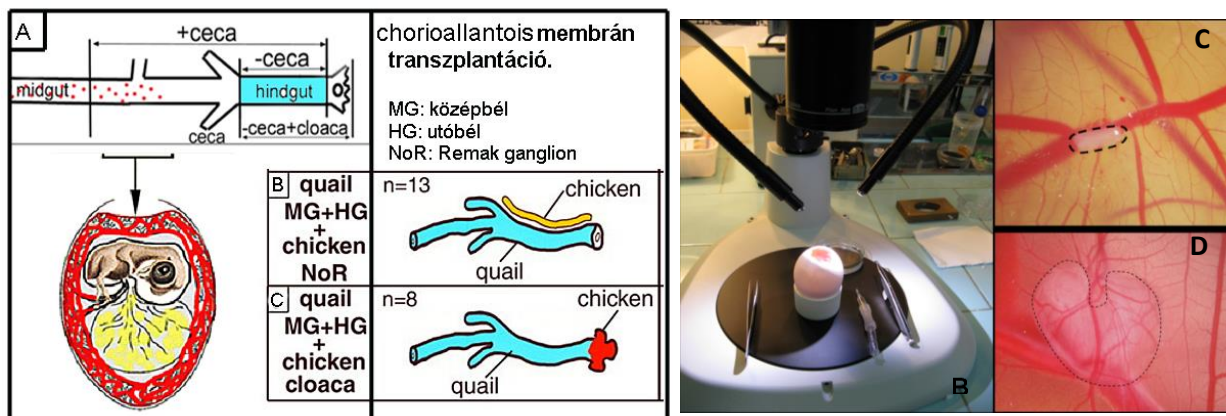 A
+ceca
-ceca
midgut
hindgut
ceca
-ceca+cloaca
chorioallantois membrán
transzplantáció.
MG: középbél
HG: utóbél
NoR: Remak ganglion
B
quail
MG+HG
+
chicken
NoR
n=13
chicken
quail
C
quail
MG+HG
+
chicken
cloaca
n=8
chicken
quail
B
C
D